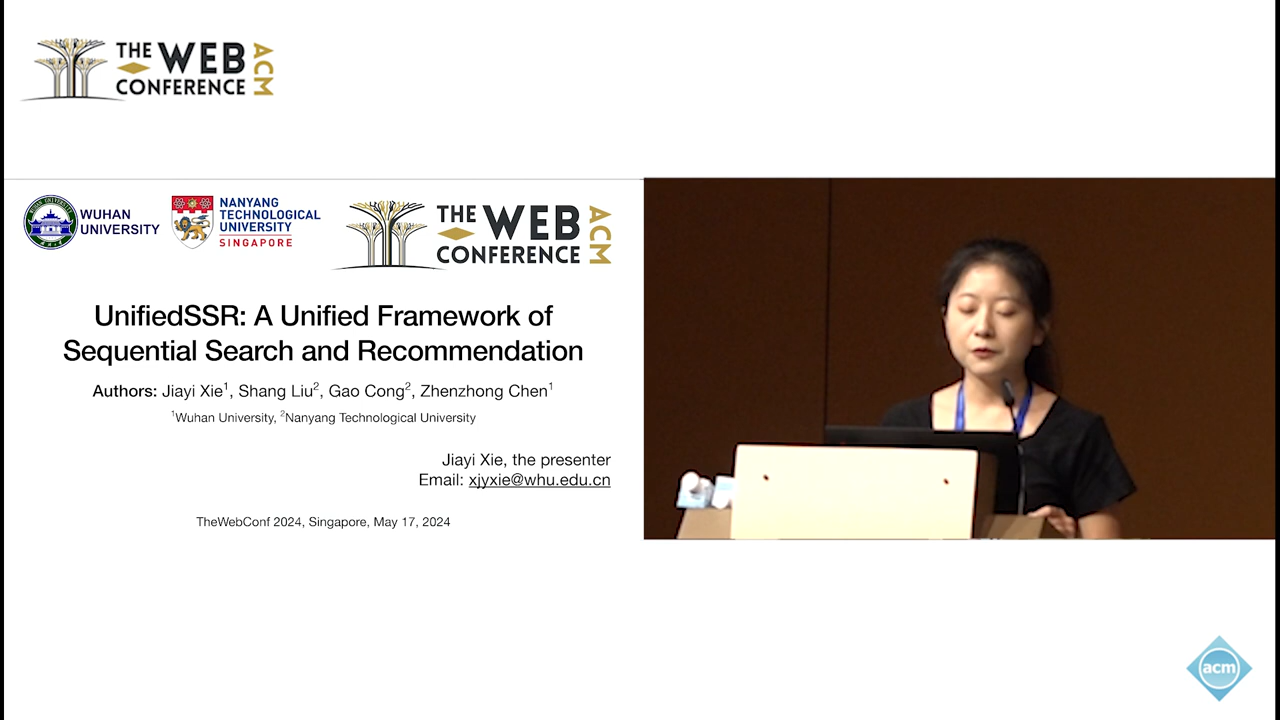 THE WEB CONFERENCE ACM
WUHAN UNIVERSITY
NANYANG TECHNOLOGICAL UNIVERSITY SINGAPORE
THE WEB CONFERENCE ACM
UnifiedSSR: A Unified Framework of
Sequential Search and Recommendation
Authors: Jiayi Xie1, Shang Liu2, Gao Cong2, Zhenzhong Chen1
1Wuhan University, 2Nanyang Technological University
Jiayi Xie, the presenter
Email: xjyxie@whu.edu.cn
TheWebConf 2024, Singapore, May 17, 2024
acm